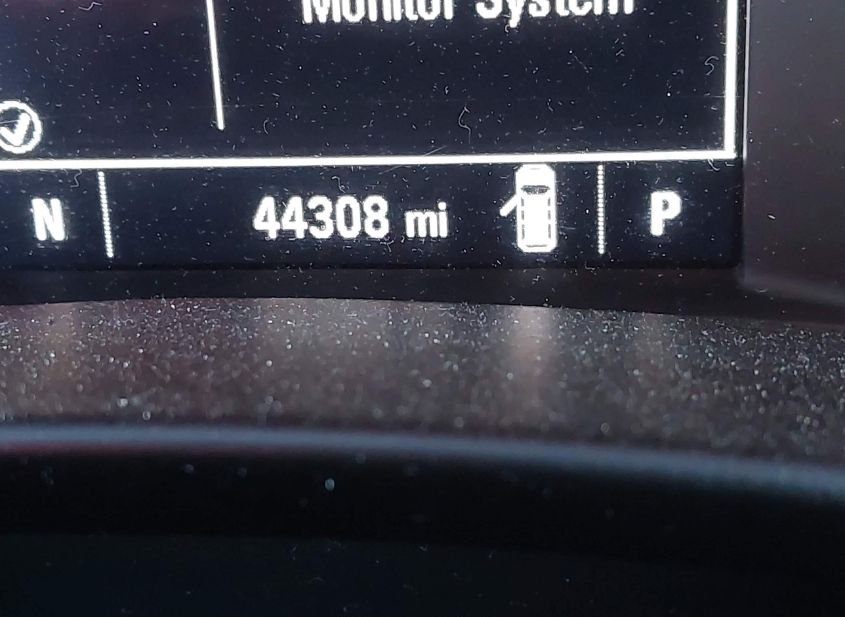 Monitor System
N 44308 mi P